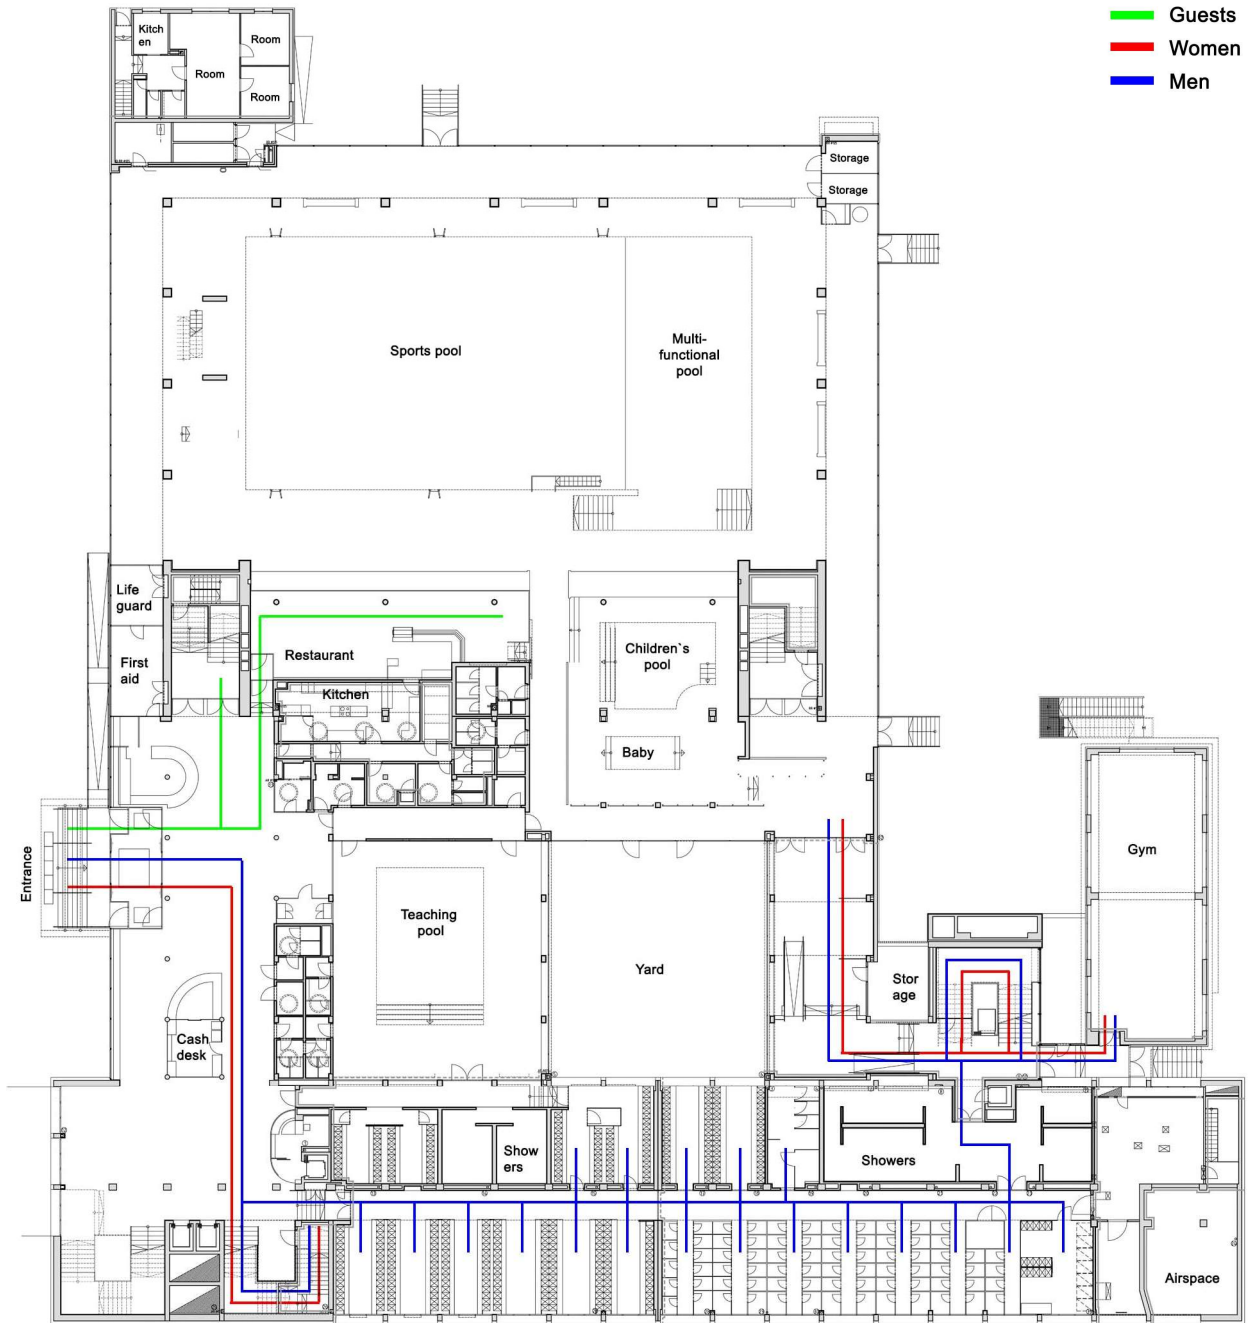 Guests
Women
Men
Kitch
en
Room
Room
Room
Storage
Storage
Sports pool
Multi-
functional
pool
Life
guard
First
aid
Restaurant
Kitchen
Children`s
pool
Baby
Entrance
Teaching
pool
Yard
Gym
Stor
age
Cash
desk
Show
ers
Showers
Airspace